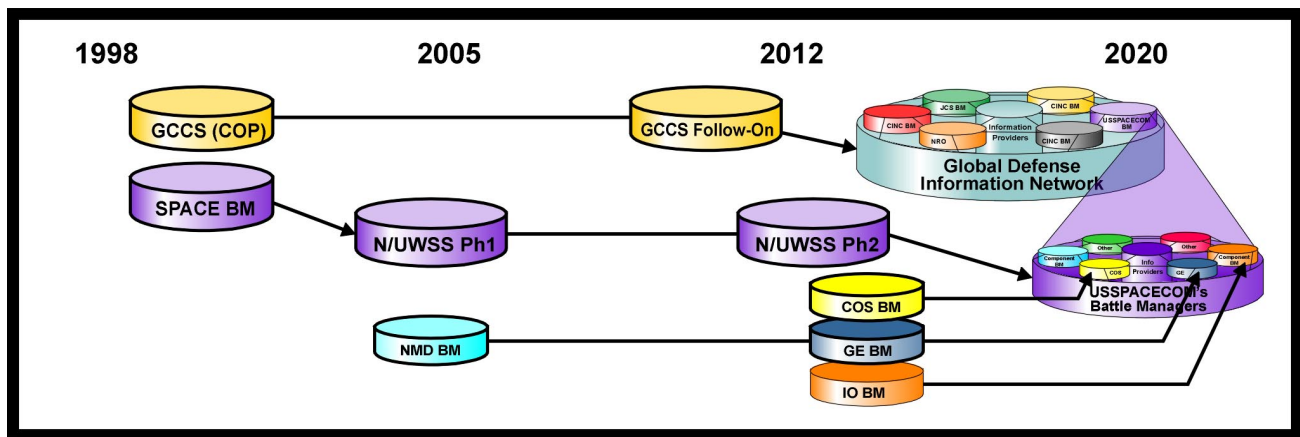 1998
2005
2012
2020
GCCS (COP)
GCCS Follow-On
JCS BM
CINC BM
CINC BM
Information
Providers
USSPACECOM
BM
NRO
CINC BM
Global Defense
Information Network
SPACE BM
N/UWSS Ph1
N/UWSS Ph2
Other
Other
Component
BM
Info
Providers
Component
BM
COS
GE
USSPACECOM's
Battle Managers
COS BM
NMD BM
GE BM
IO BM